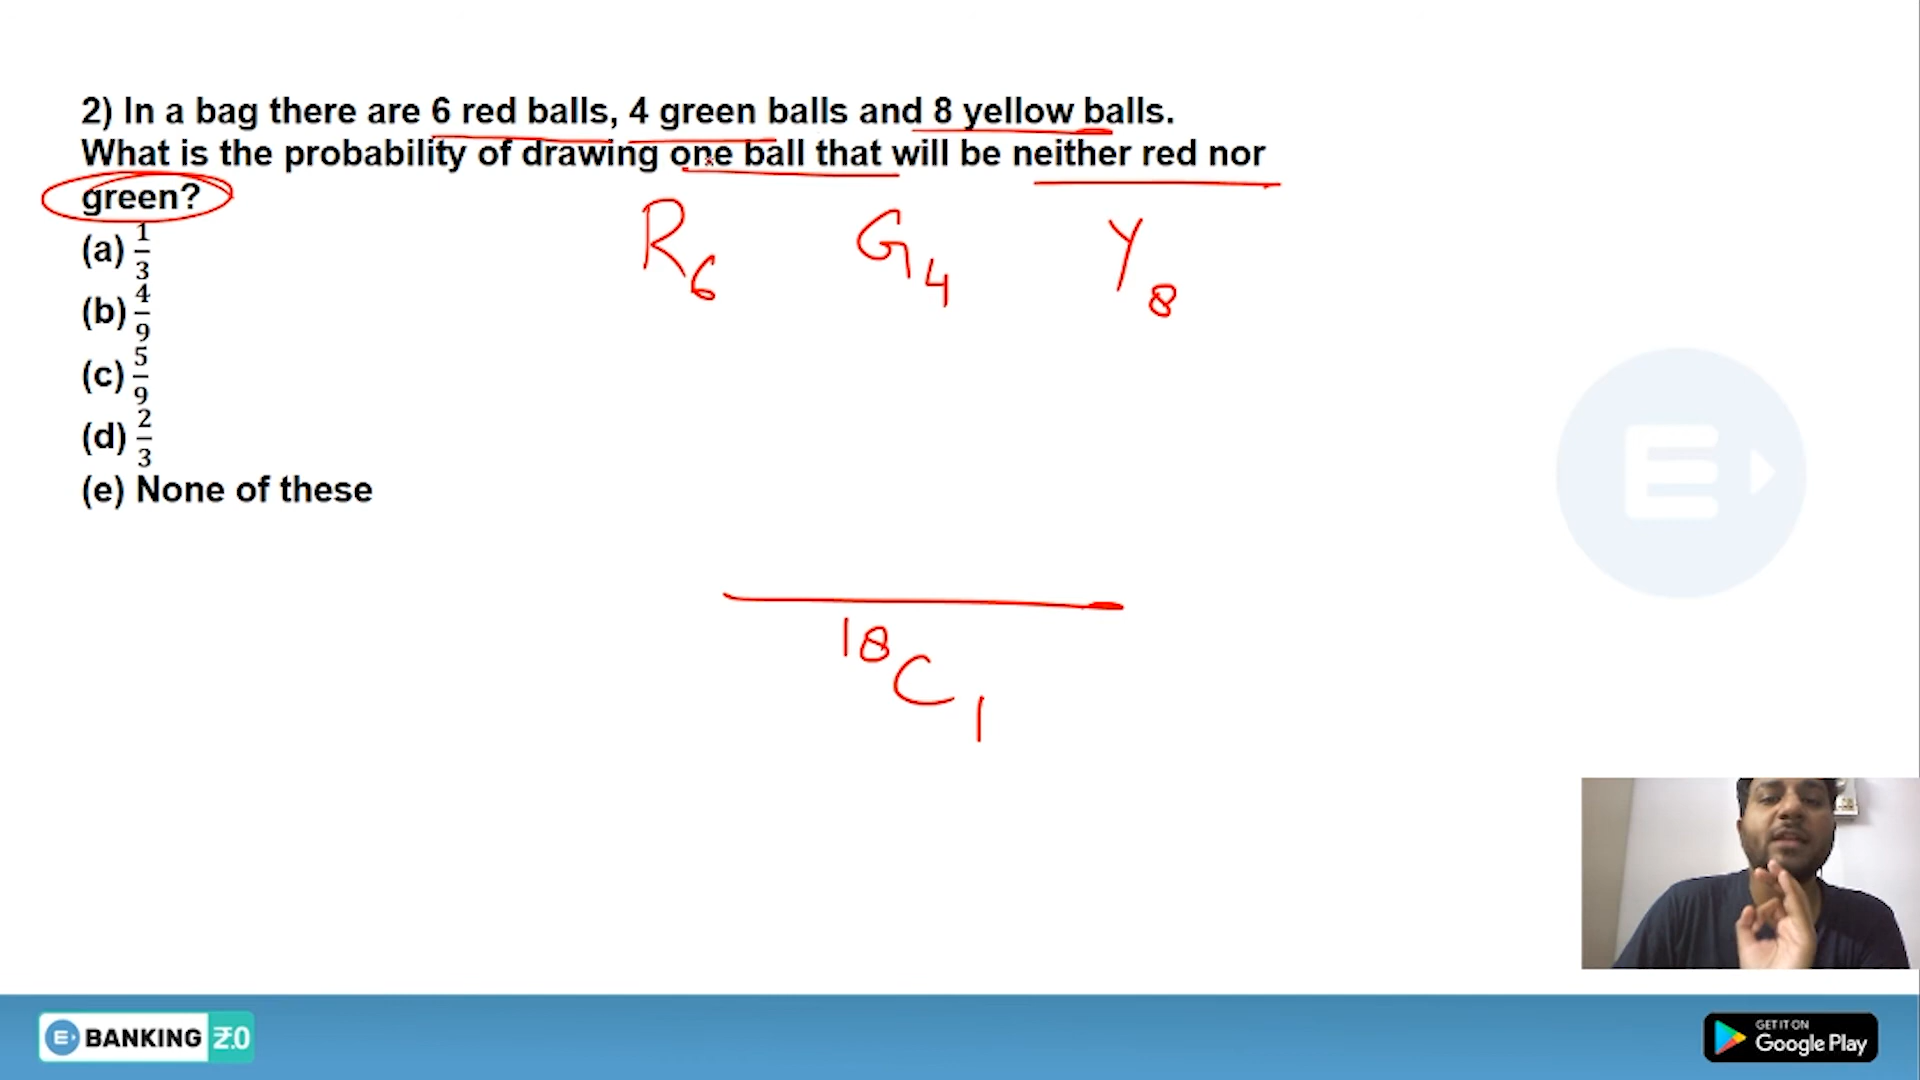 2) In a bag there are 6 red balls, 4 green balls and 8 yellow balls.
What is the probability of drawing one ball that will be neither red nor
green?
(a) 1/3
(b) 4/9
(c) 5/9
(d) 2/3
(e) None of these
R6 G4 Y8
18C1
E
E BANKING ₹2.0
GET IT ON
Google Play